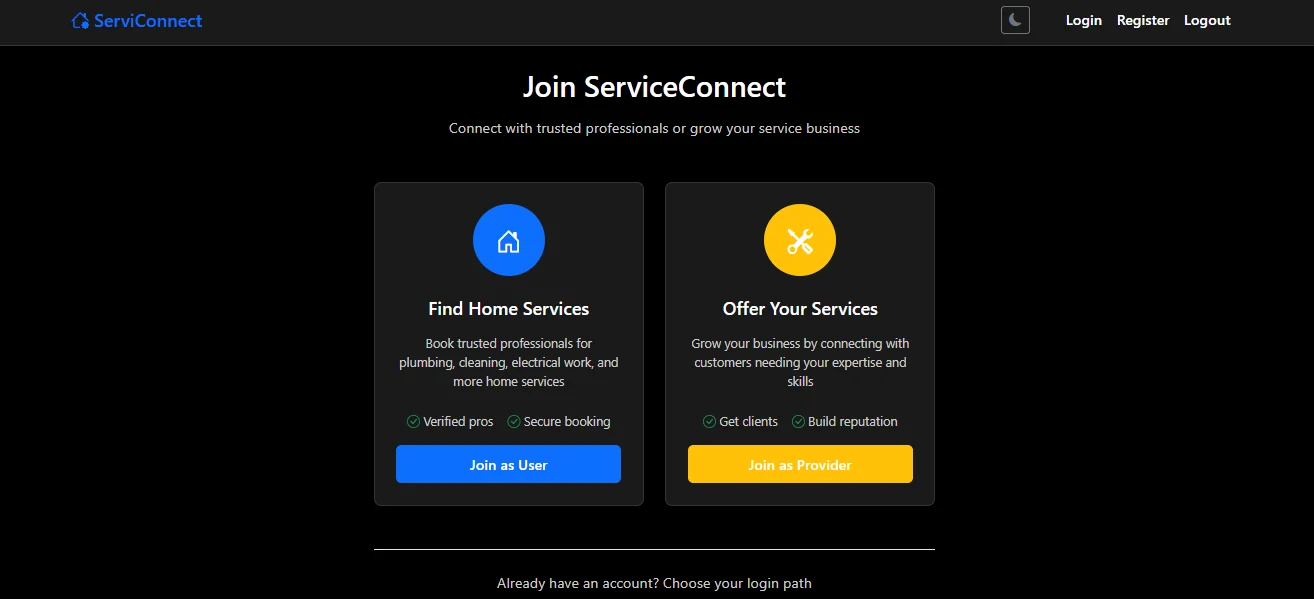 ServiConnect
Login Register Logout
Join ServiceConnect
Connect with trusted professionals or grow your service business
Find Home Services
Book trusted professionals for
plumbing, cleaning, electrical work, and
more home services
Verified pros Secure booking
Join as User
Offer Your Services
Grow your business by connecting with
customers needing your expertise and
skills
Get clients Build reputation
Join as Provider
Already have an account? Choose your login path